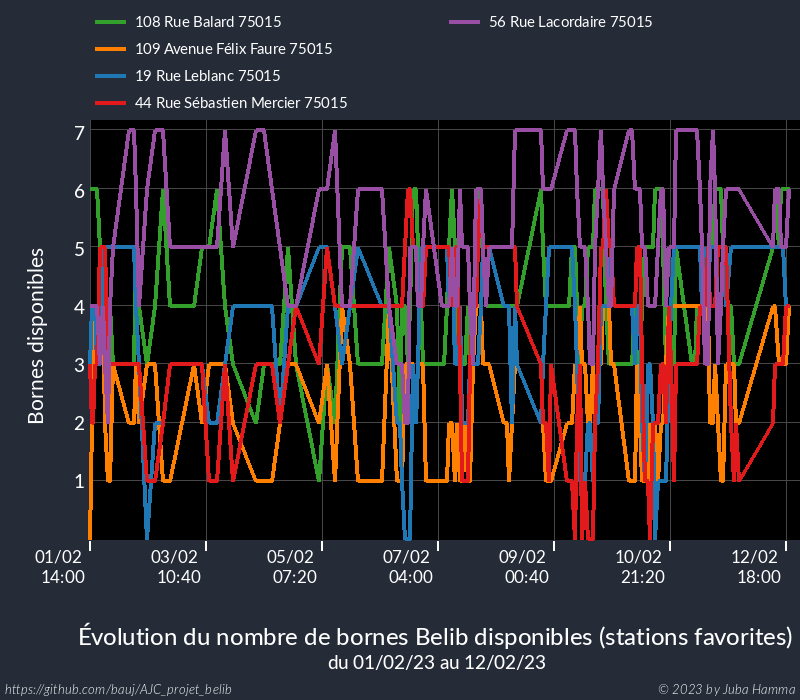 108 Rue Balard 75015
56 Rue Lacordaire 75015
109 Avenue Félix Faure 75015
19 Rue Leblanc 75015
44 Rue Sébastien Mercier 75015
7
6
5
4
3
2
1
Bornes disponibles
01/02 03/02 05/02 07/02 09/02 10/02 12/02
14:00 10:40 07:20 04:00 00:40 21:20 18:00
Évolution du nombre de bornes Belib disponibles (stations favorites)
du 01/02/23 au 12/02/23
https://github.com/bauj/AJC_projet_belib
© 2023 by Juba Hamma